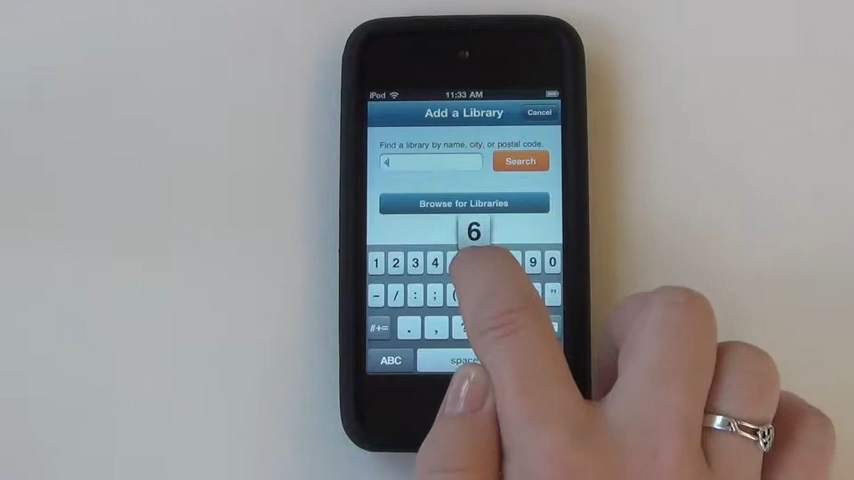 iPod 11:33 AM
Add a Library Cancel
Find a library by name, city, or postal code.
4 Search
Browse for Libraries
6
1 2 3 4 9 0
- / : ; ( "
#+= . , ?
ABC space